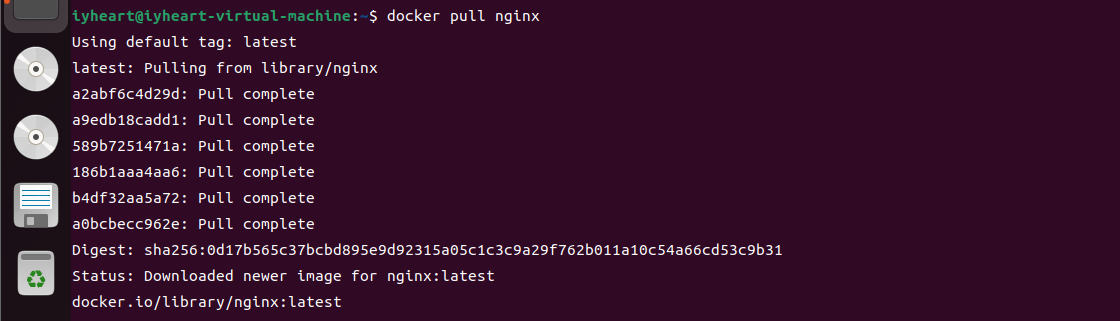 iyheart@iyheart-virtual-machine:~$ docker pull nginx
Using default tag: latest
latest: Pulling from library/nginx
a2abf6c4d29d: Pull complete
a9edb18cadd1: Pull complete
589b7251471a: Pull complete
186b1aaa4aa6: Pull complete
b4df32aa5a72: Pull complete
a0bcbecc962e: Pull complete
Digest: sha256:0d17b565c37bcbd895e9d92315a05c1c3c9a29f762b011a10c54a66cd53c9b31
Status: Downloaded newer image for nginx:latest
docker.io/library/nginx:latest